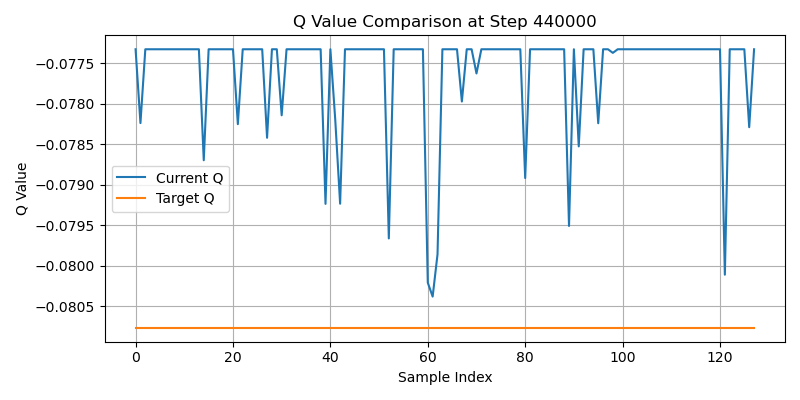 Q Value Comparison at Step 440000
Q Value
−0.0775
−0.0780
−0.0785
−0.0790
−0.0795
−0.0800
−0.0805
Current Q
Target Q
0 20 40 60 80 100 120
Sample Index